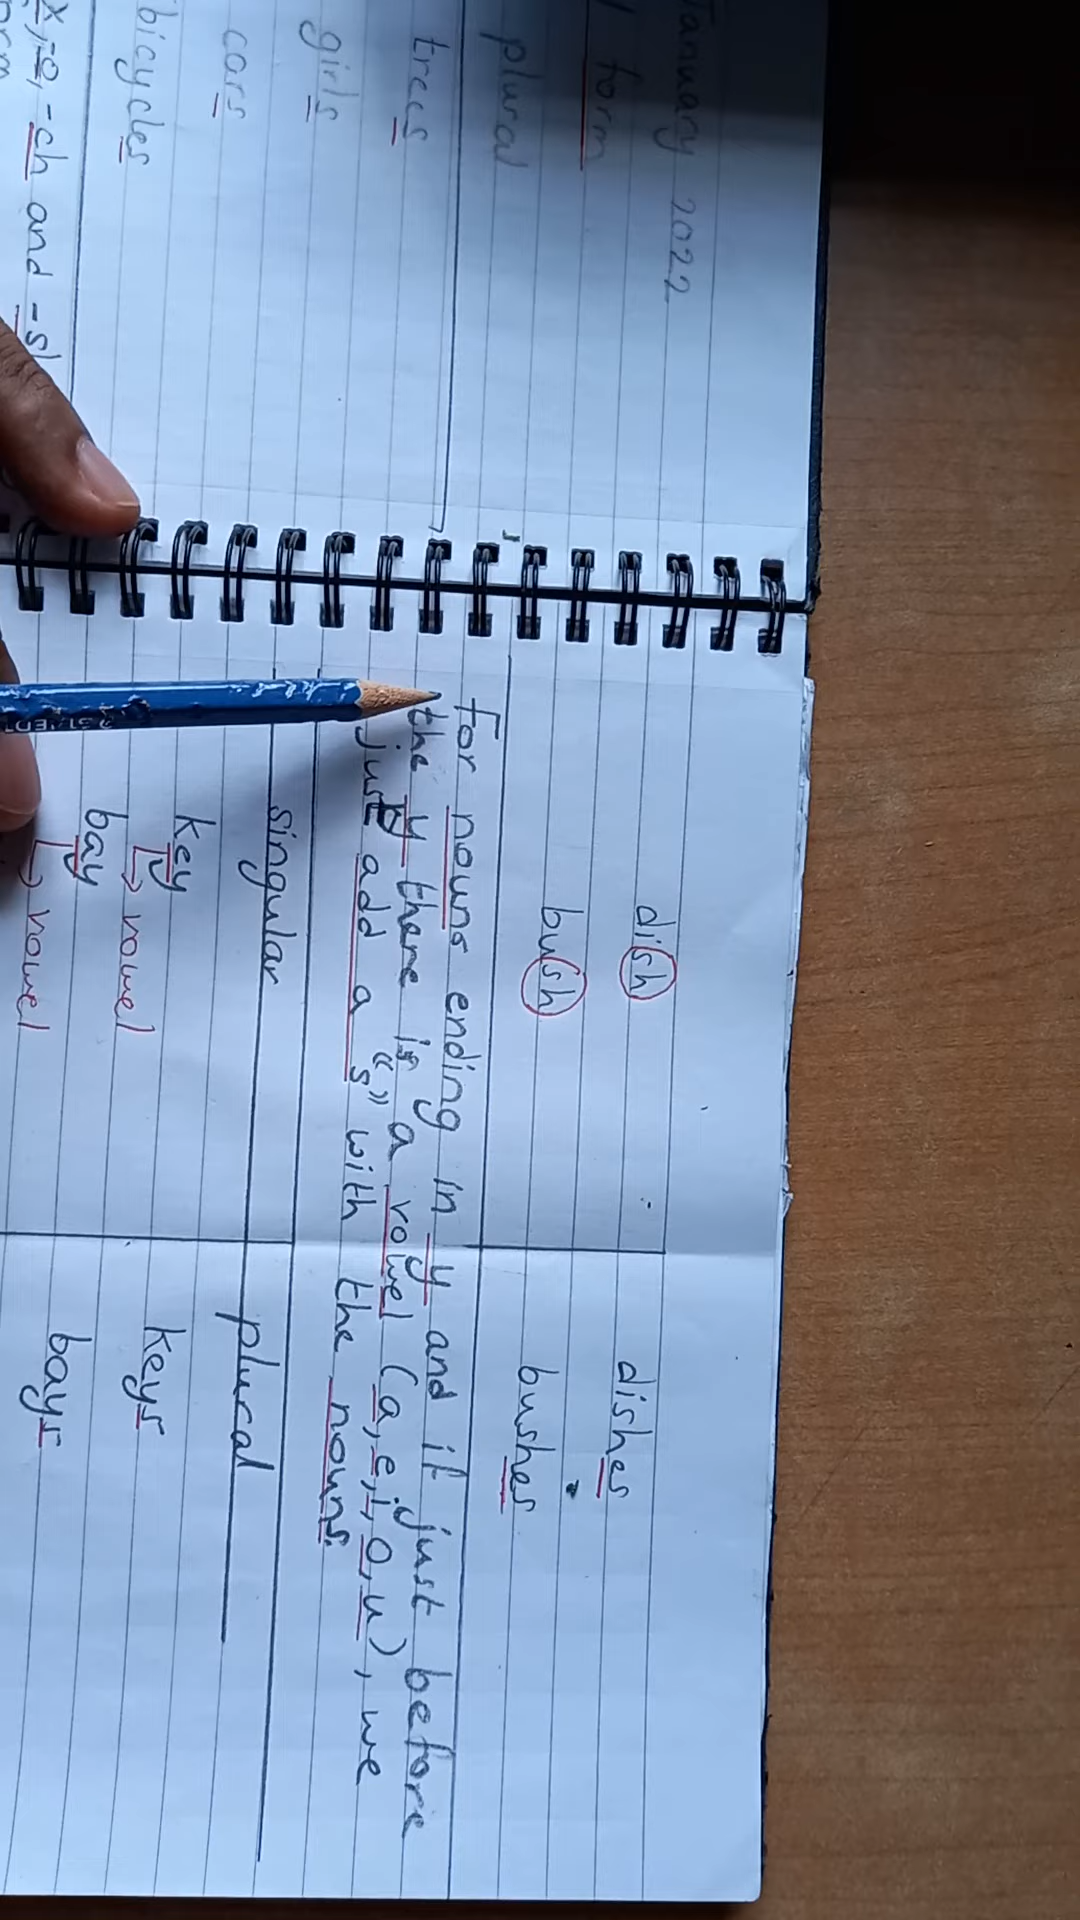 January 2022
form
plural
trees
girls
cars
bicycles
-ch and
dish dishes
bush bushes
for nouns ending in y and if just before
the y there is a vowel (a, e, i, o, u), we
just add a "s" with the nouns.
singular plural
key keys
→ vowel
bay bays
→ vowel